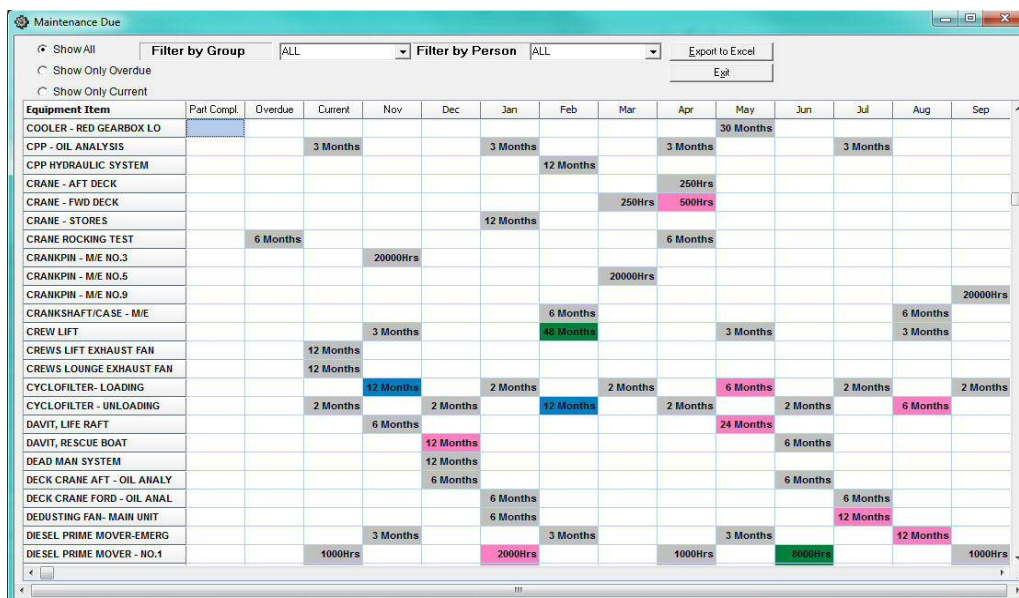 Maintenance Due
Show All Filter by Group ALL Filter by Person ALL Export to Excel
Show Only Overdue Exit
Show Only Current
Equipment Item Part Compl. Overdue Current Nov Dec Jan Feb Mar Apr May Jun Jul Aug Sep
COOLER - RED GEARBOX LO 30 Months
CPP - OIL ANALYSIS 3 Months 3 Months 3 Months 3 Months
CPP HYDRAULIC SYSTEM 12 Months
CRANE - AFT DECK 250Hrs
CRANE - FWD DECK 250Hrs 500Hrs
CRANE - STORES 12 Months
CRANE ROCKING TEST 6 Months 6 Months
CRANKPIN - M/E NO.3 20000Hrs
CRANKPIN - M/E NO.5 20000Hrs
CRANKPIN - M/E NO.9 20000Hrs
CRANKSHAFT/CASE - M/E 6 Months 6 Months
CREW LIFT 3 Months 48 Months 3 Months 3 Months
CREWS LIFT EXHAUST FAN 12 Months
CREWS LOUNGE EXHAUST FAN 12 Months
CYCLOFILTER- LOADING 12 Months 2 Months 2 Months 6 Months 2 Months 2 Months
CYCLOFILTER - UNLOADING 2 Months 2 Months 12 Months 2 Months 2 Months 6 Months
DAVIT, LIFE RAFT 6 Months 24 Months
DAVIT, RESCUE BOAT 12 Months 6 Months
DEAD MAN SYSTEM 12 Months
DECK CRANE AFT - OIL ANALY 6 Months 6 Months
DECK CRANE FORD - OIL ANAL 6 Months 6 Months
DEDUSTING FAN- MAIN UNIT 6 Months 12 Months
DIESEL PRIME MOVER-EMERG 3 Months 3 Months 3 Months 12 Months
DIESEL PRIME MOVER - NO.1 1000Hrs 2000Hrs 1000Hrs 8000Hrs 1000Hrs